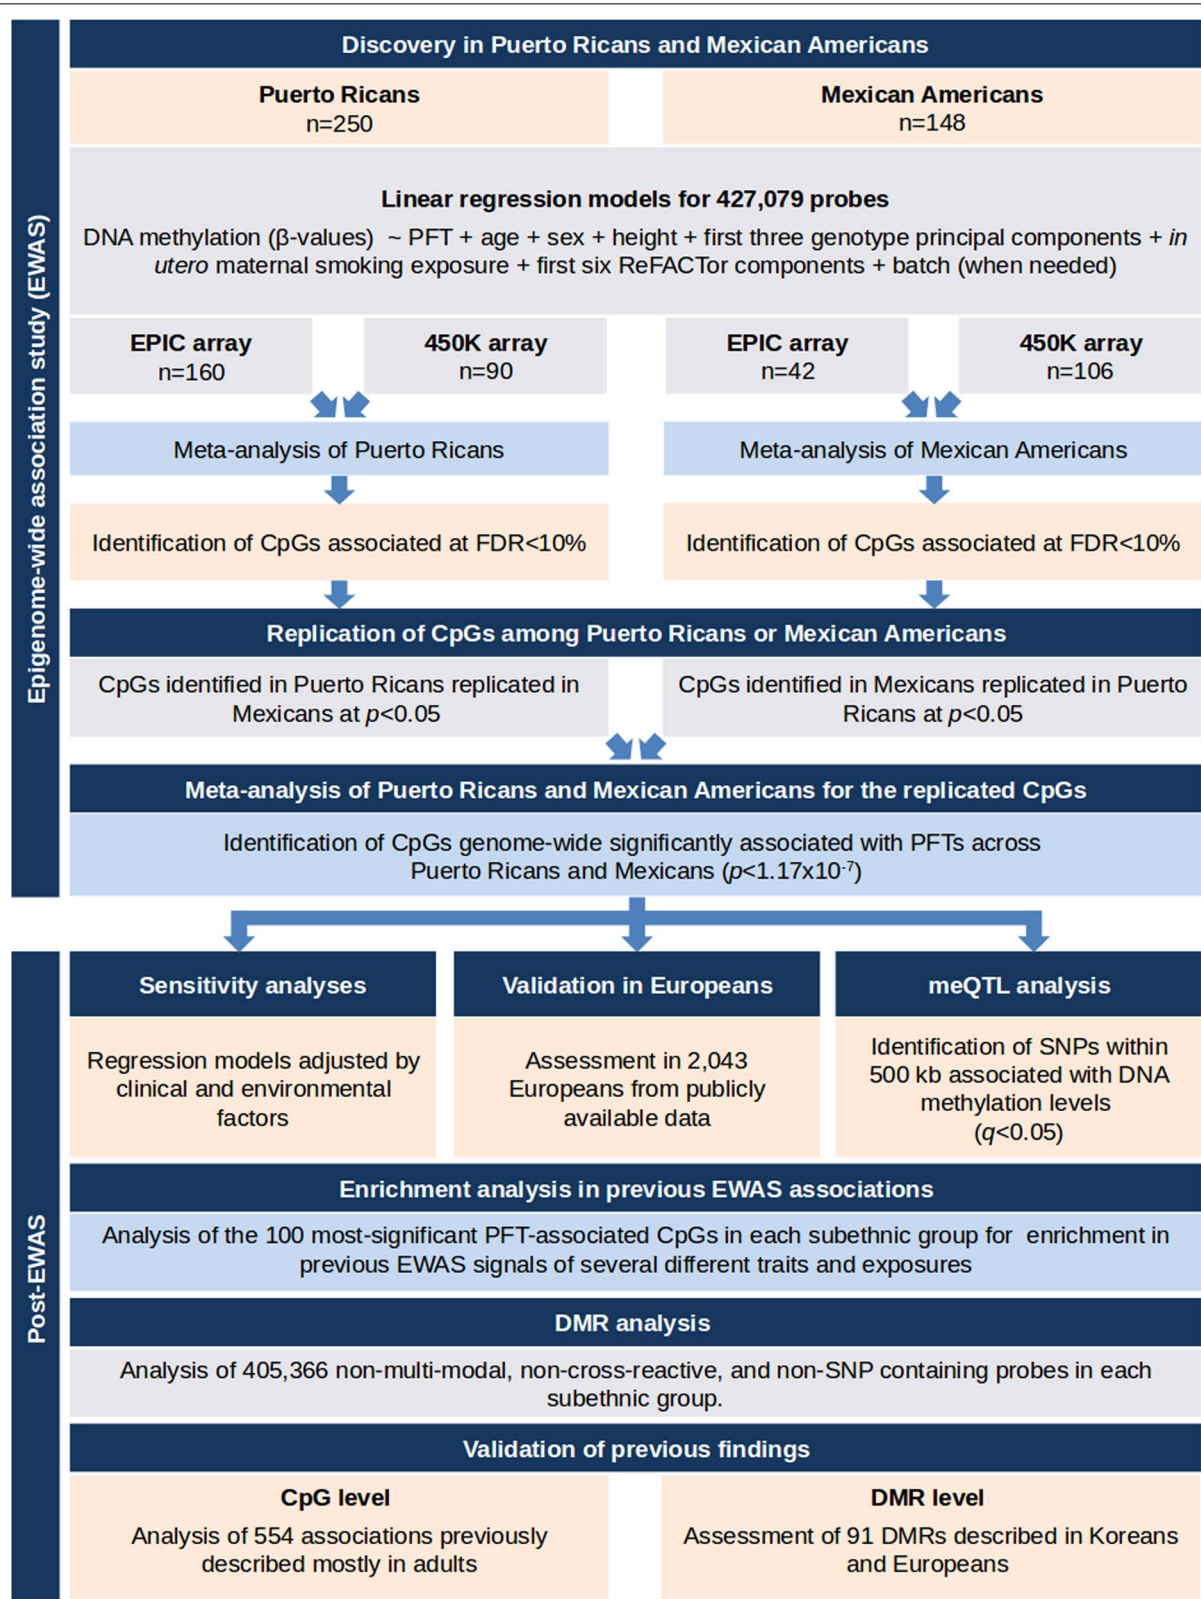 Epigenome-wide association study (EWAS)
Discovery in Puerto Ricans and Mexican Americans
Puerto Ricans
n=250
Mexican Americans
n=148
Linear regression models for 427,079 probes
DNA methylation (β-values) ~ PFT + age + sex + height + first three genotype principal components + in
utero maternal smoking exposure + first six ReFACTor components + batch (when needed)
EPIC array
n=160
450K array
n=90
EPIC array
n=42
450K array
n=106
Meta-analysis of Puerto Ricans
Meta-analysis of Mexican Americans
Identification of CpGs associated at FDR<10%
Identification of CpGs associated at FDR<10%
Replication of CpGs among Puerto Ricans or Mexican Americans
CpGs identified in Puerto Ricans replicated in
Mexicans at p<0.05
CpGs identified in Mexicans replicated in Puerto
Ricans at p<0.05
Meta-analysis of Puerto Ricans and Mexican Americans for the replicated CpGs
Identification of CpGs genome-wide significantly associated with PFTs across
Puerto Ricans and Mexicans (p<1.17x10⁻⁷)
Post-EWAS
Sensitivity analyses
Regression models adjusted by
clinical and environmental
factors
Validation in Europeans
Assessment in 2,043
Europeans from publicly
available data
meQTL analysis
Identification of SNPs within
500 kb associated with DNA
methylation levels
(q<0.05)
Enrichment analysis in previous EWAS associations
Analysis of the 100 most-significant PFT-associated CpGs in each subethnic group for enrichment in
previous EWAS signals of several different traits and exposures
DMR analysis
Analysis of 405,366 non-multi-modal, non-cross-reactive, and non-SNP containing probes in each
subethnic group.
Validation of previous findings
CpG level
Analysis of 554 associations previously
described mostly in adults
DMR level
Assessment of 91 DMRs described in Koreans
and Europeans